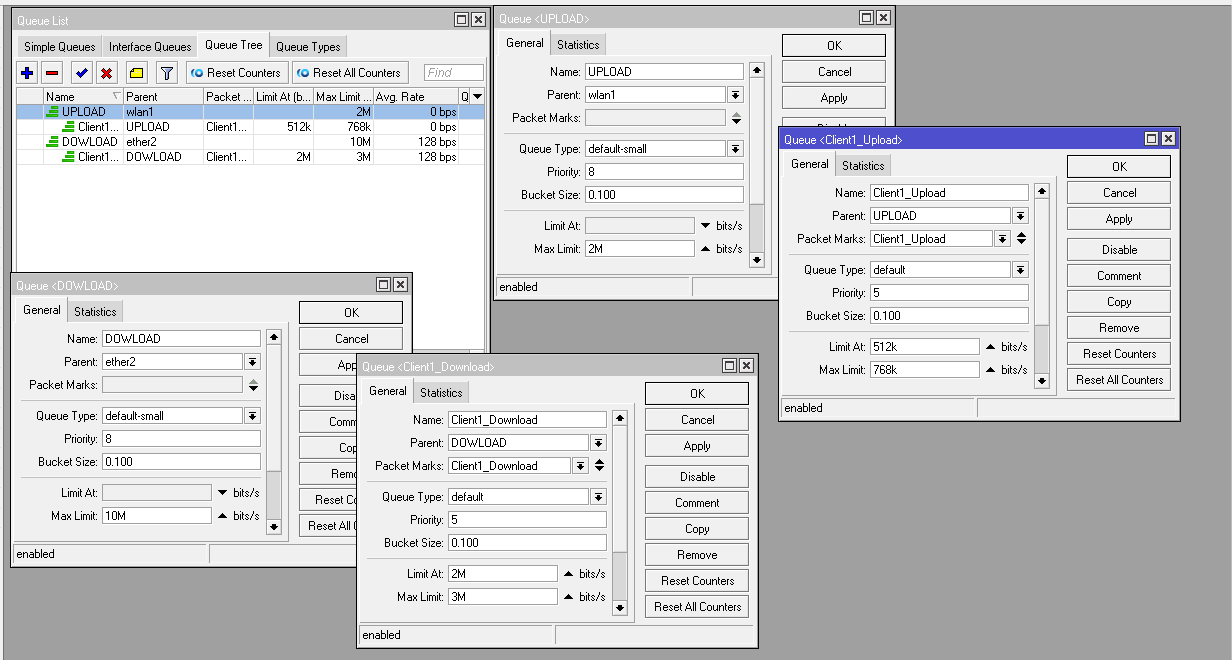 Queue List
Simple Queues Interface Queues Queue Tree Queue Types
Reset Counters Reset All Counters Find
Name Parent Packet ... Limit At (b... Max Limit ... Avg. Rate Q
UPLOAD wlan1 2M 0 bps
Client1... UPLOAD Client1... 512k 768k 0 bps
DOWLOAD ether2 10M 128 bps
Client1... DOWLOAD Client1... 2M 3M 128 bps
Queue <UPLOAD>
General Statistics
Name: UPLOAD
Parent: wlan1
Packet Marks:
Queue Type: default-small
Priority: 8
Bucket Size: 0.100
Limit At: bits/s
Max Limit: 2M bits/s
enabled
OK
Cancel
Apply
Queue <Client1_Upload>
General Statistics
Name: Client1_Upload
Parent: UPLOAD
Packet Marks: Client1_Upload
Queue Type: default
Priority: 5
Bucket Size: 0.100
Limit At: 512k bits/s
Max Limit: 768k bits/s
enabled
OK
Cancel
Apply
Disable
Comment
Copy
Remove
Reset Counters
Reset All Counters
Queue <DOWLOAD>
General Statistics
Name: DOWLOAD
Parent: ether2
Packet Marks:
Queue Type: default-small
Priority: 8
Bucket Size: 0.100
Limit At: bits/s
Max Limit: 10M bits/s
enabled
OK
Cancel
App
Disa
Comm
Cop
Remo
Reset Co
Reset All C
Queue <Client1_Download>
General Statistics
Name: Client1_Download
Parent: DOWLOAD
Packet Marks: Client1_Download
Queue Type: default
Priority: 5
Bucket Size: 0.100
Limit At: 2M bits/s
Max Limit: 3M bits/s
enabled
OK
Cancel
Apply
Disable
Comment
Copy
Remove
Reset Counters
Reset All Counters